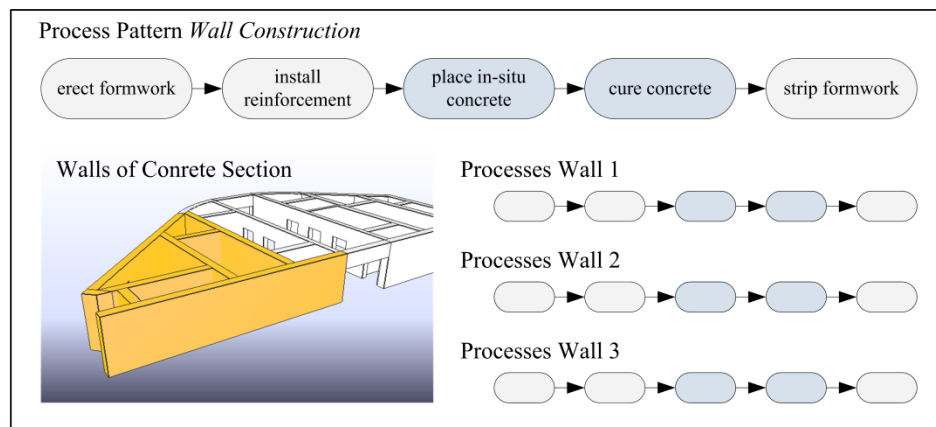 Process Pattern Wall Construction
erect formwork
install
reinforcement
place in-situ
concrete
cure concrete
strip formwork
Walls of Conrete Section
Processes Wall 1
Processes Wall 2
Processes Wall 3